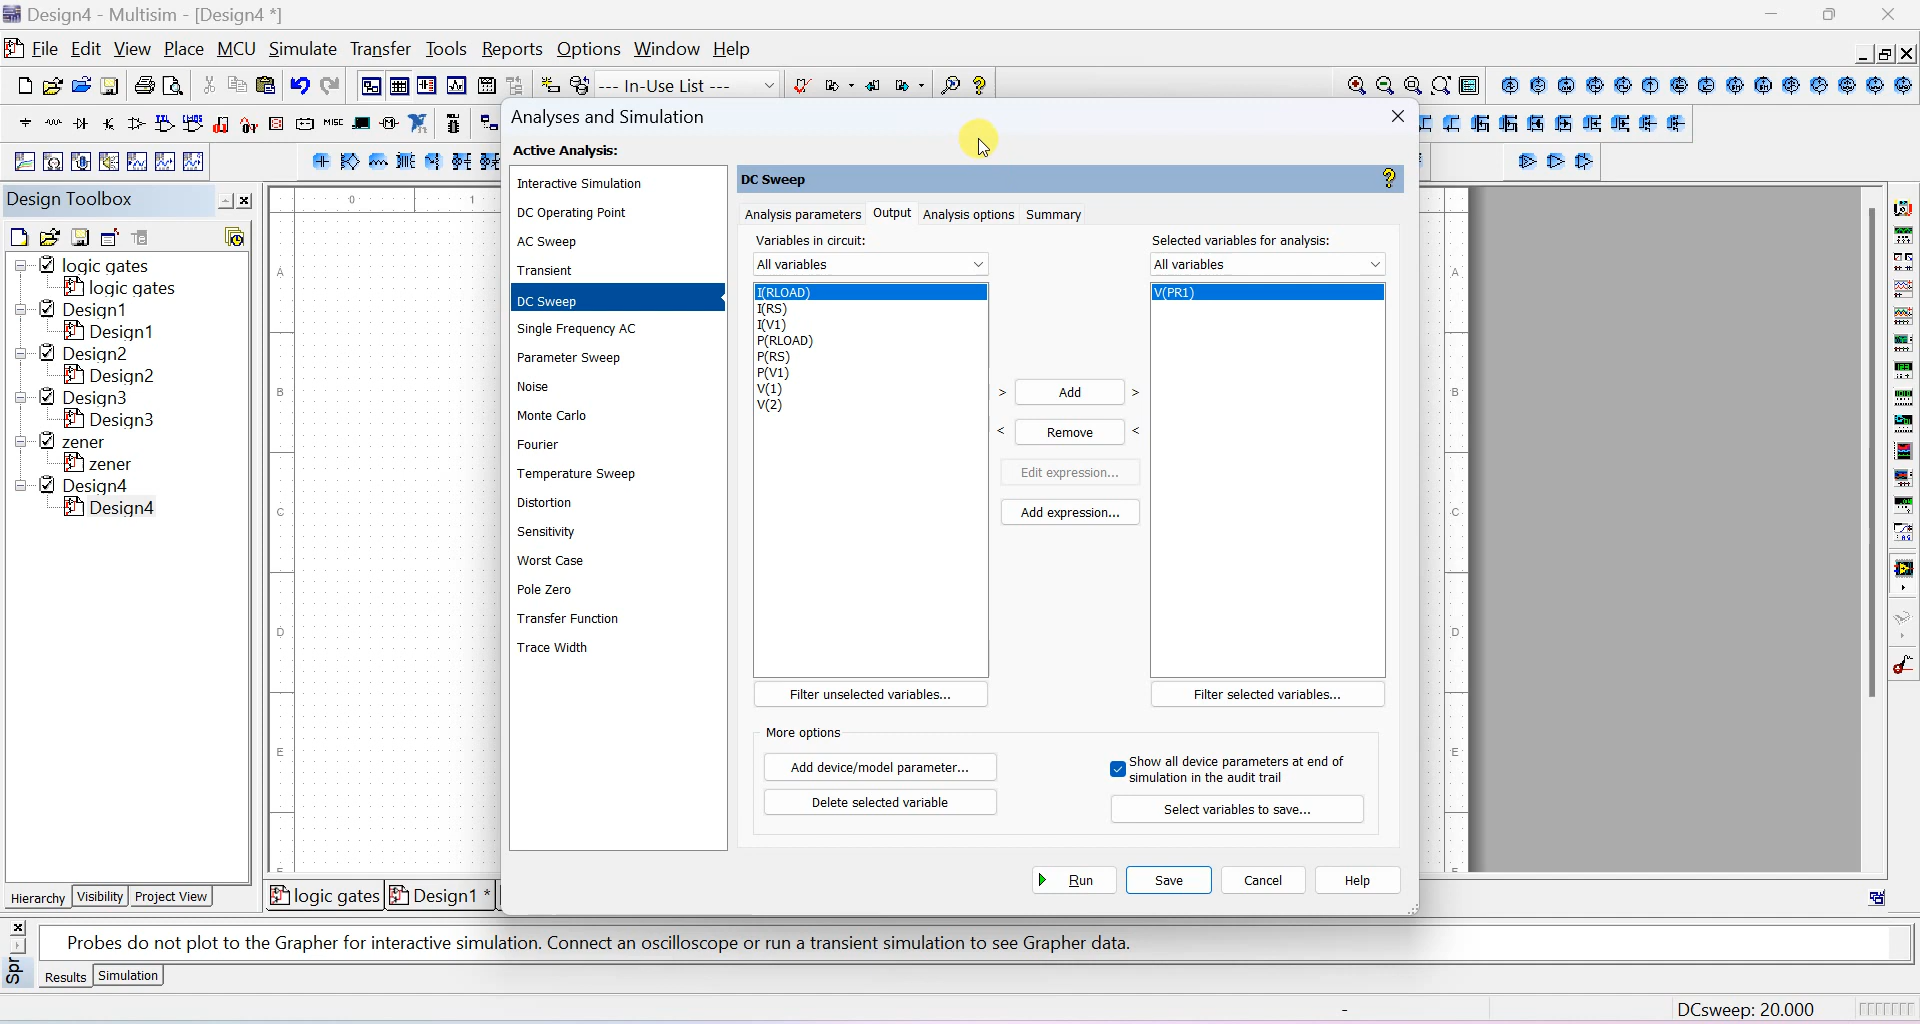 Design4 - Multisim - [Design4 *]
File Edit View Place MCU Simulate Transfer Tools Reports Options Window Help
--- In-Use List ---
MISC
Design Toolbox
logic gates
logic gates
Design1
Design1
Design2
Design2
Design3
Design3
zener
zener
Design4
Design4
Hierarchy Visibility Project View
0 1
A
B
C
D
E
F
Analyses and Simulation
Active Analysis:
Interactive Simulation
DC Operating Point
AC Sweep
Transient
DC Sweep
Single Frequency AC
Parameter Sweep
Noise
Monte Carlo
Fourier
Temperature Sweep
Distortion
Sensitivity
Worst Case
Pole Zero
Transfer Function
Trace Width
DC Sweep
Analysis parameters Output Analysis options Summary
Variables in circuit:
All variables
I(RLOAD)
I(RS)
I(V1)
P(RLOAD)
P(RS)
P(V1)
V(1)
V(2)
> Add >
< Remove <
Edit expression...
Add expression...
Selected variables for analysis:
All variables
V(PR1)
Filter unselected variables...
Filter selected variables...
More options
Add device/model parameter...
Delete selected variable
Show all device parameters at end of
simulation in the audit trail
Select variables to save...
Run Save Cancel Help
A
B
C
D
E
logic gates Design1 *
Spr
Probes do not plot to the Grapher for interactive simulation. Connect an oscilloscope or run a transient simulation to see Grapher data.
Results Simulation
-
DCsweep: 20.000